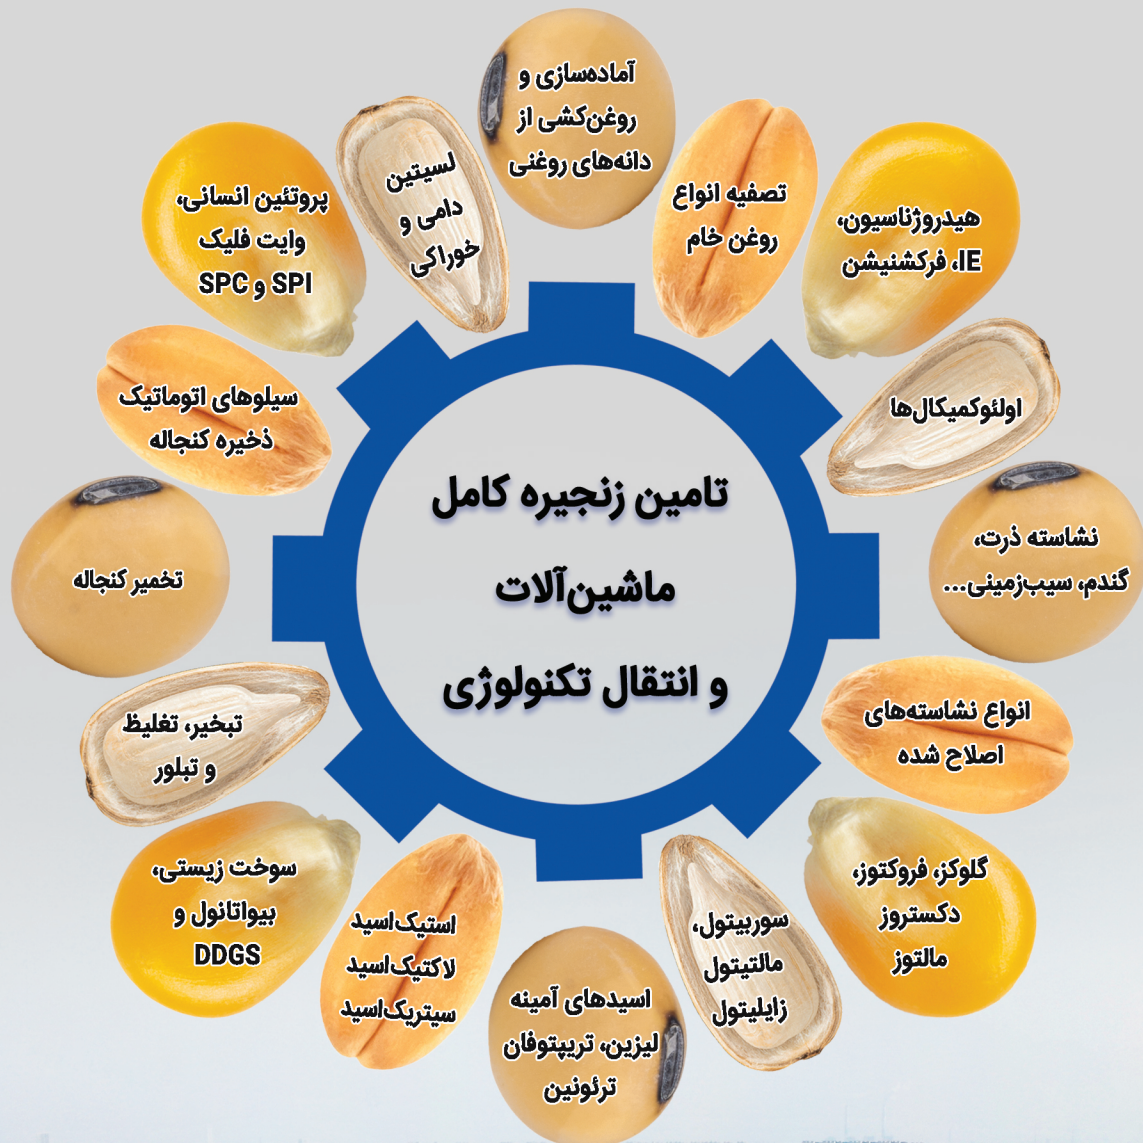 تامین زنجیره کامل
ماشین‌آلات
و انتقال تکنولوژی
آماده‌سازی و
روغن‌کشی از
دانه‌های روغنی
تصفیه انواع
روغن خام
هیدروژناسیون،
IE، فرکشنیشن
اولئوکمیکال‌ها
نشاسته ذرت،
گندم، سیب‌زمینی...
انواع نشاسته‌های
اصلاح شده
گلوکز، فروکتوز،
دکستروز
مالتوز
سوربیتول،
مالتیتول
زایلیتول
اسیدهای آمینه
لیزین، تریپتوفان
ترئونین
استیک‌اسید
لاکتیک‌اسید
سیتریک‌اسید
سوخت زیستی،
بیواتانول و
DDGS
تبخیر، تغلیظ
و تبلور
تخمیر کنجاله
سیلوهای اتوماتیک
ذخیره کنجاله
پروتئین انسانی،
وایت فلیک
SPI و SPC
لسیتین
دامی و
خوراکی